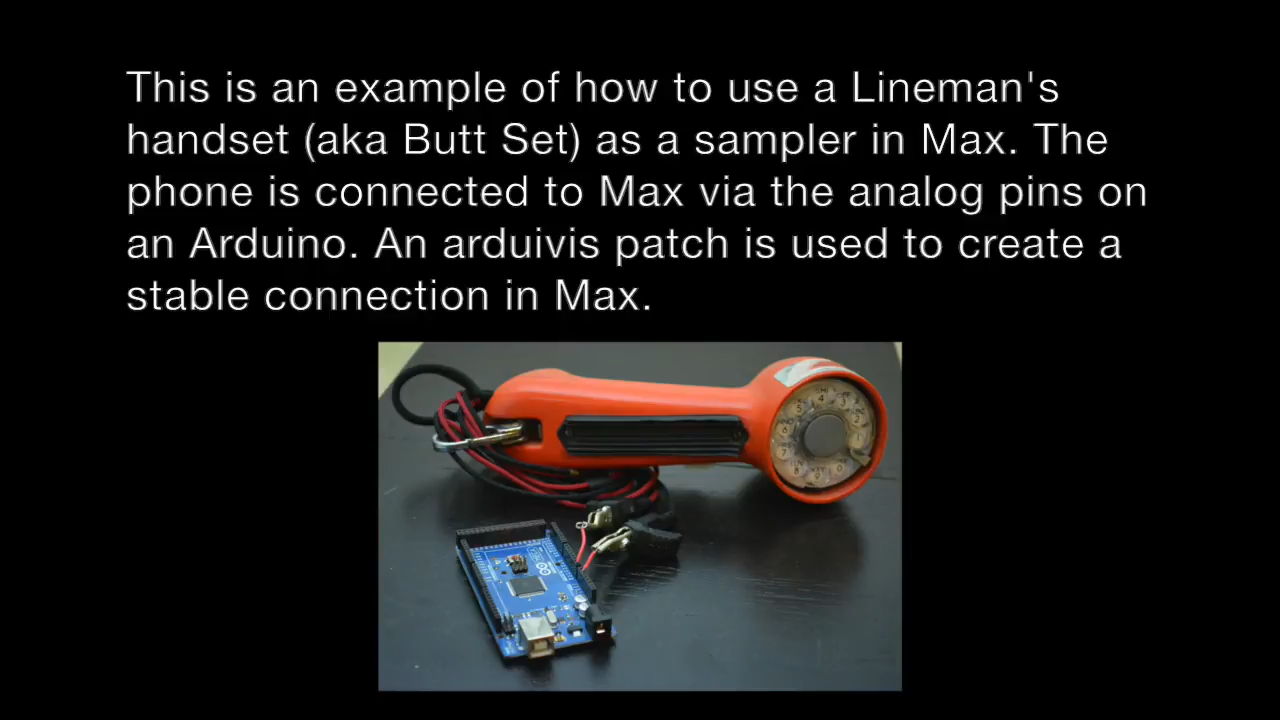 This is an example of how to use a Lineman's
handset (aka Butt Set) as a sampler in Max. The
phone is connected to Max via the analog pins on
an Arduino. An arduivis patch is used to create a
stable connection in Max.